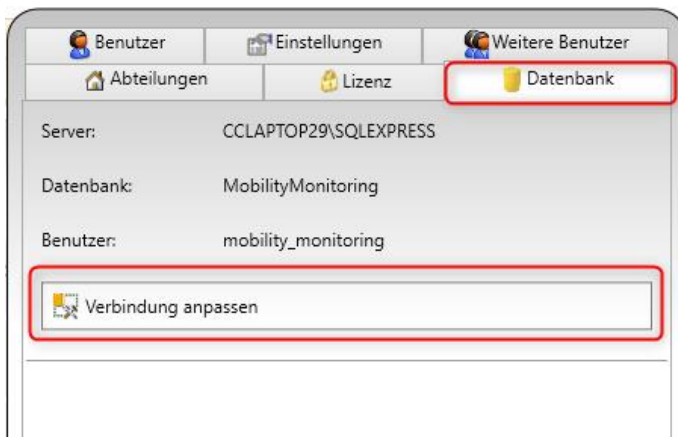 Benutzer Einstellungen Weitere Benutzer
Abteilungen Lizenz Datenbank
Server: CCLAPTOP29\SQLEXPRESS
Datenbank: MobilityMonitoring
Benutzer: mobility_monitoring
Verbindung anpassen